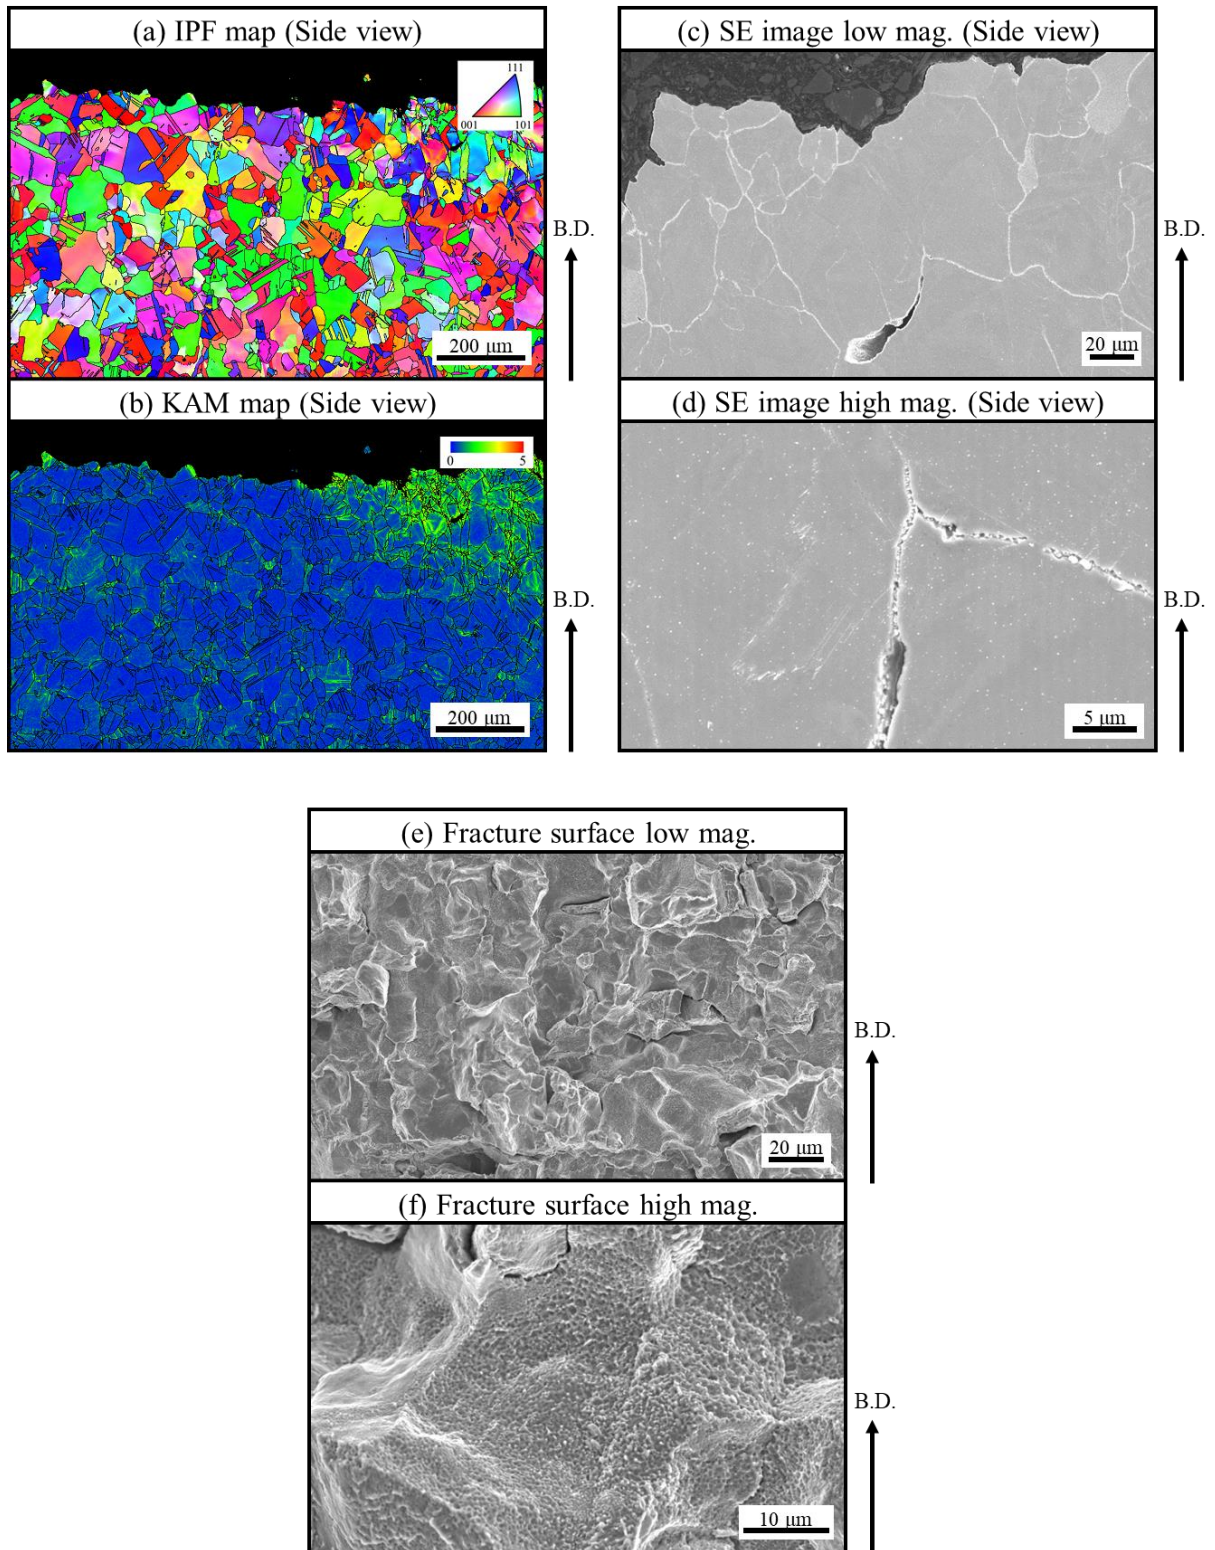 (a) IPF map (Side view)
111
001
101
200 μm
B.D.
(b) KAM map (Side view)
0
5
200 μm
B.D.
(c) SE image low mag. (Side view)
20 μm
B.D.
(d) SE image high mag. (Side view)
5 μm
B.D.
(e) Fracture surface low mag.
20 μm
B.D.
(f) Fracture surface high mag.
10 μm
B.D.